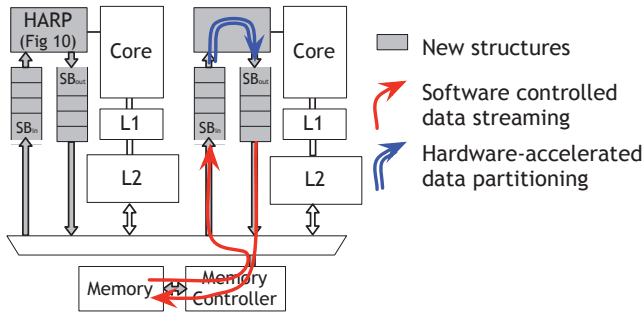 HARP
(Fig 10)
Core
Core
New structures
SBout
SBout
Software controlled
data streaming
SBin
L1
SBin
L1
Hardware-accelerated
data partitioning
L2
L2
Memory
Memory
Controller